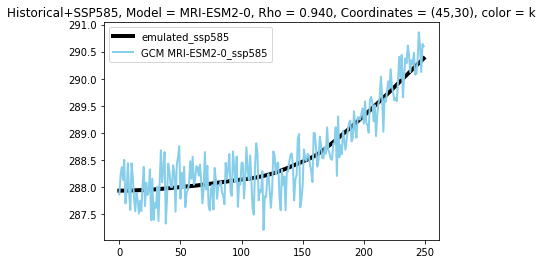 Historical+SSP585, Model = MRI-ESM2-0, Rho = 0.940, Coordinates = (45,30), color = k
291.0
290.5
290.0
289.5
289.0
288.5
288.0
287.5
emulated_ssp585
GCM MRI-ESM2-0_ssp585
0 50 100 150 200 250